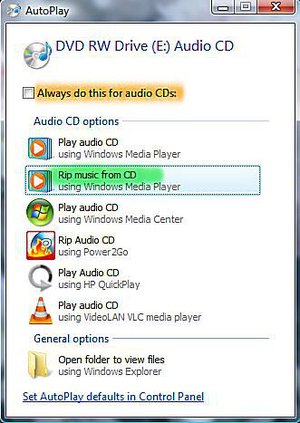 AutoPlay
DVD RW Drive (E:) Audio CD
Always do this for audio CDs:
Audio CD options
Play audio CD
using Windows Media Player
Rip music from CD
using Windows Media Player
Play audio CD
using Windows Media Center
Rip Audio CD
using Power2Go
Play Audio CD
using HP QuickPlay
Play audio CD
using VideoLAN VLC media player
General options
Open folder to view files
using Windows Explorer
Set AutoPlay defaults in Control Panel